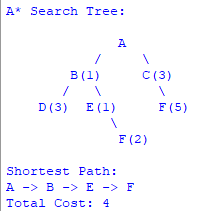 A* Search Tree:
A
/ \
B(1) C(3)
/ \ \
D(3) E(1) F(5)
\
F(2)
Shortest Path:
A -> B -> E -> F
Total Cost: 4